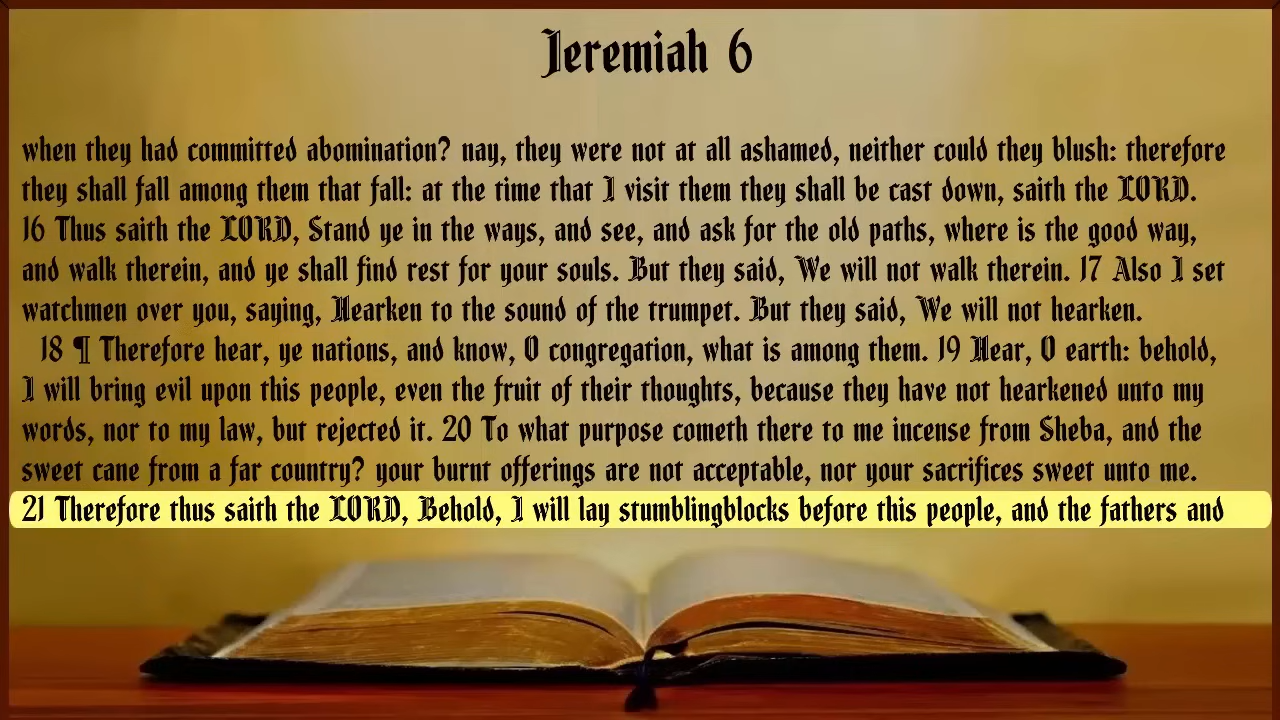 Jeremiah 6
when they had committed abomination? nay, they were not at all ashamed, neither could they blush: therefore
they shall fall among them that fall: at the time that I visit them they shall be cast down, saith the LORD.
16 Thus saith the LORD, Stand ye in the ways, and see, and ask for the old paths, where is the good way,
and walk therein, and ye shall find rest for your souls. But they said, We will not walk therein. 17 Also I set
watchmen over you, saying, Hearken to the sound of the trumpet. But they said, We will not hearken.
18 ¶ Therefore hear, ye nations, and know, O congregation, what is among them. 19 Hear, O earth: behold,
I will bring evil upon this people, even the fruit of their thoughts, because they have not hearkened unto my
words, nor to my law, but rejected it. 20 To what purpose cometh there to me incense from Sheba, and the
sweet cane from a far country? your burnt offerings are not acceptable, nor your sacrifices sweet unto me.
21 Therefore thus saith the LORD, Behold, I will lay stumblingblocks before this people, and the fathers and